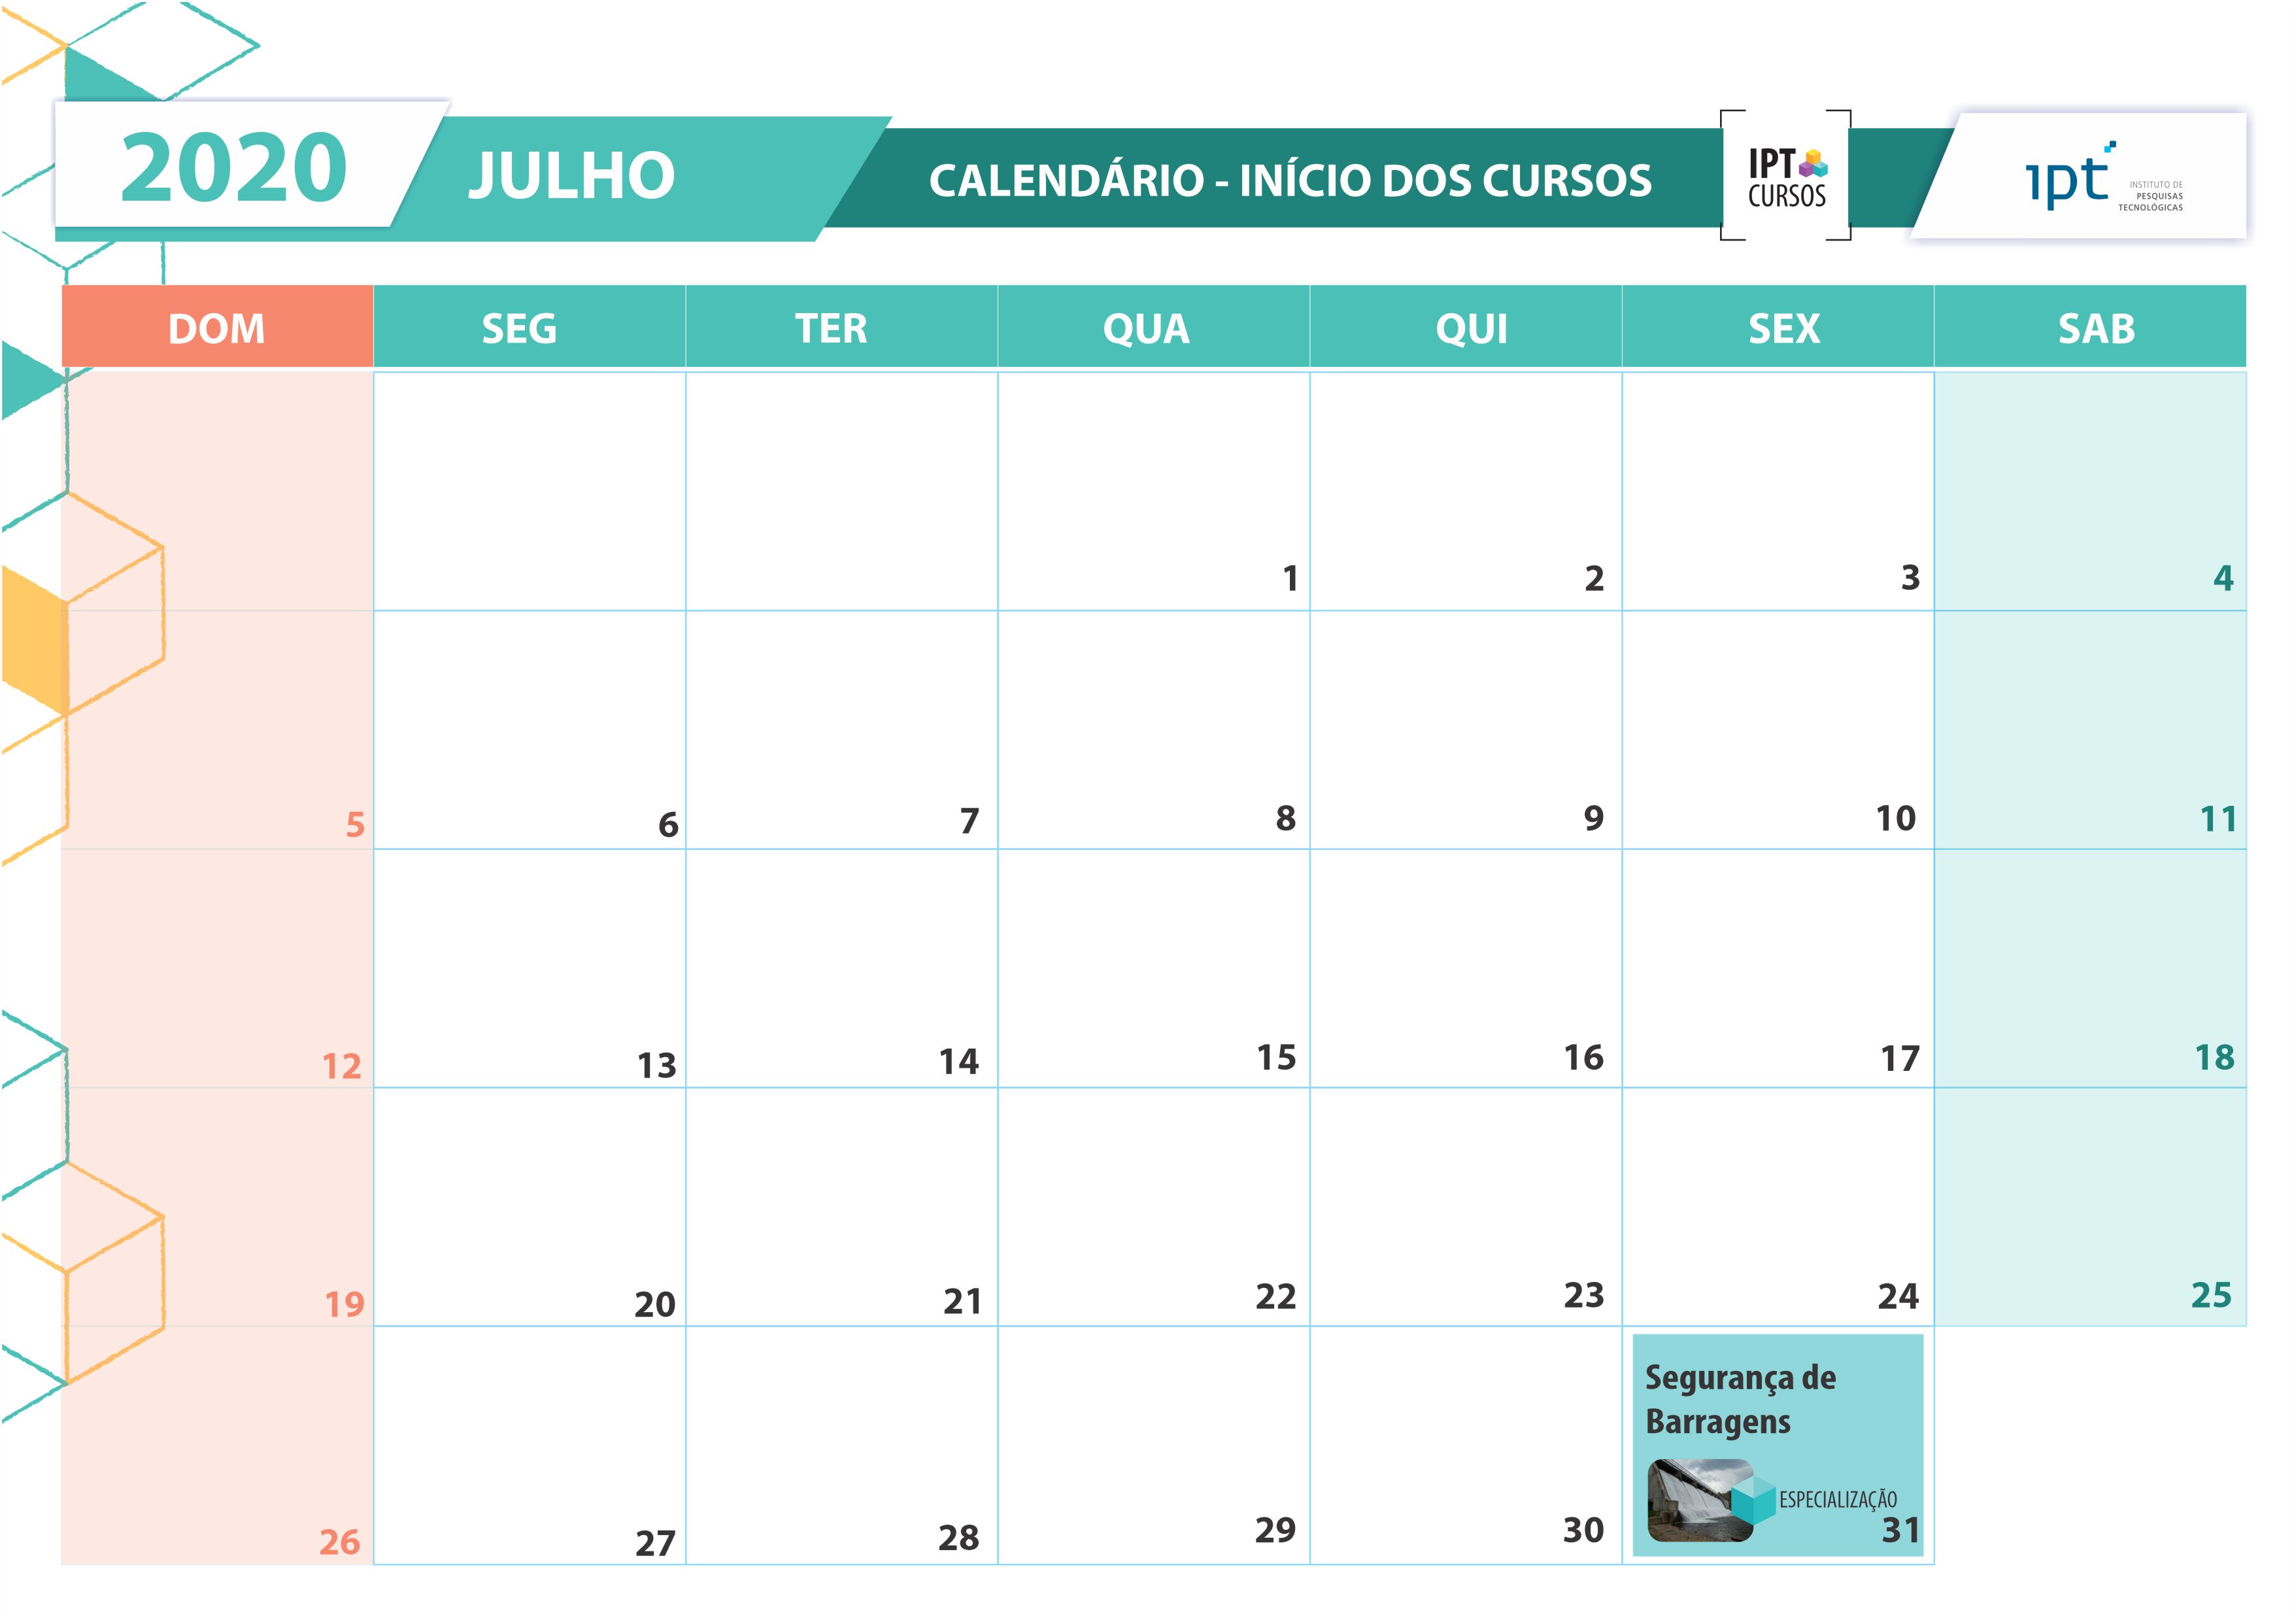 2020
JULHO
CALENDÁRIO - INÍCIO DOS CURSOS
IPT
CURSOS
ipt
INSTITUTO DE
PESQUISAS
TECNOLÓGICAS
DOM SEG TER QUA QUI SEX SAB
1 2 3 4
5 6 7 8 9 10 11
12 13 14 15 16 17 18
19 20 21 22 23 24 25
Segurança de
Barragens
ESPECIALIZAÇÃO
26 27 28 29 30 31